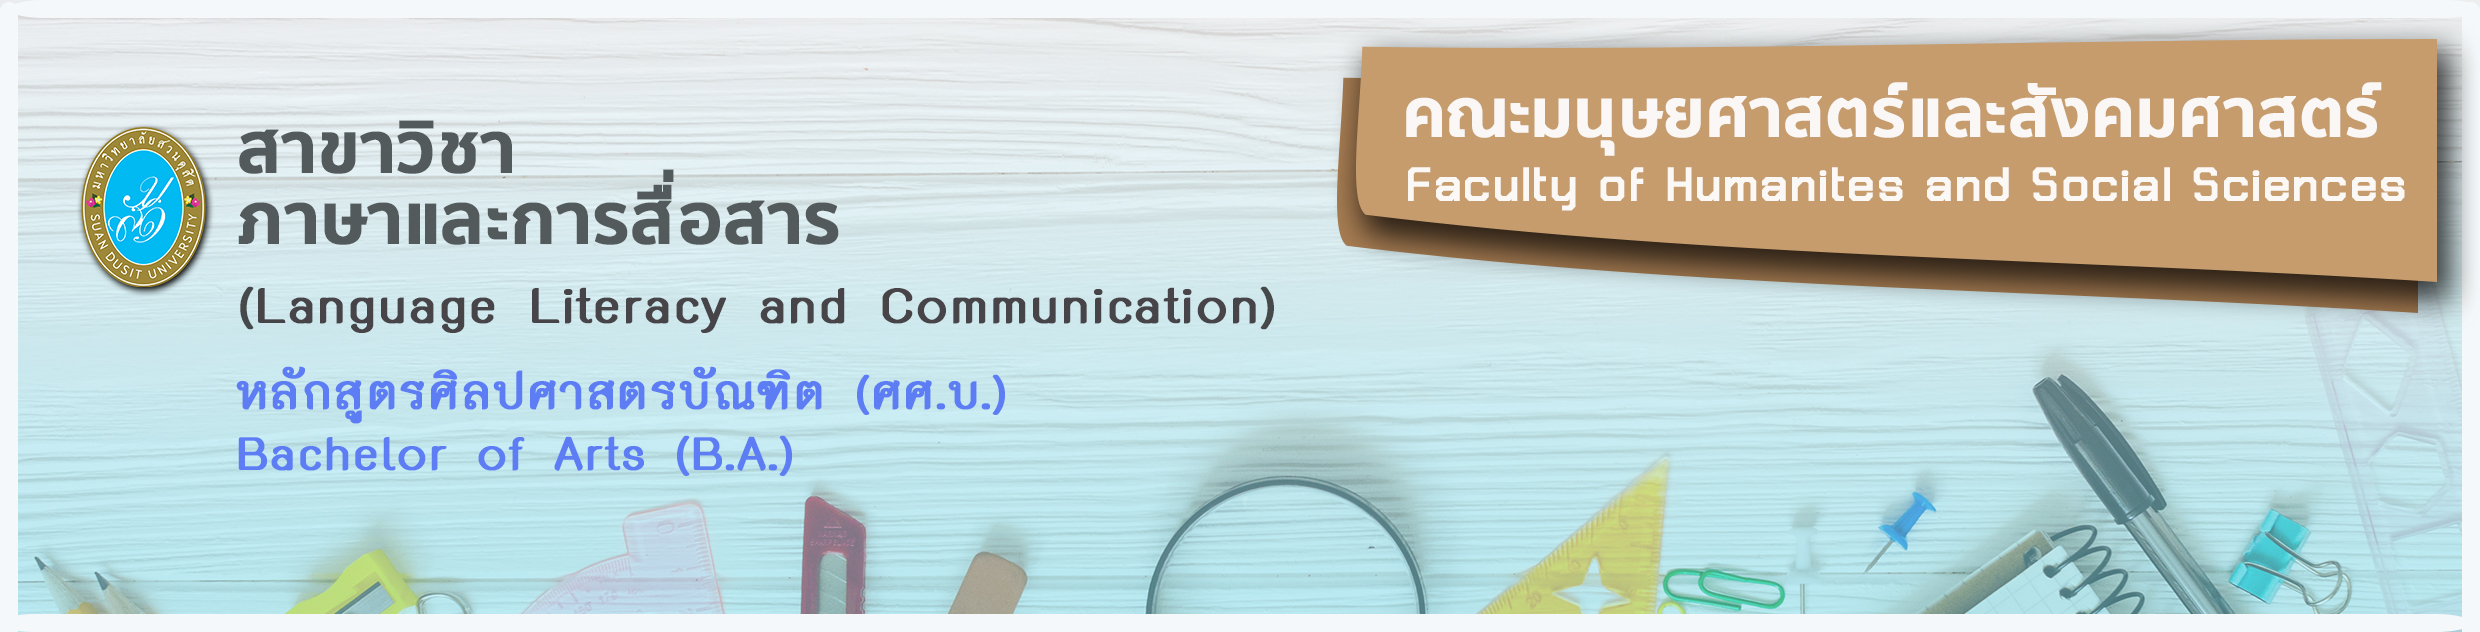 มหาวิทยาลัยสวนดุสิต
SUAN DUSIT UNIVERSITY
สาขาวิชา
ภาษาและการสื่อสาร
(Language Literacy and Communication)
หลักสูตรศิลปศาสตรบัณฑิต (ศศ.บ.)
Bachelor of Arts (B.A.)
คณะมนุษยศาสตร์และสังคมศาสตร์
Faculty of Humanites and Social Sciences